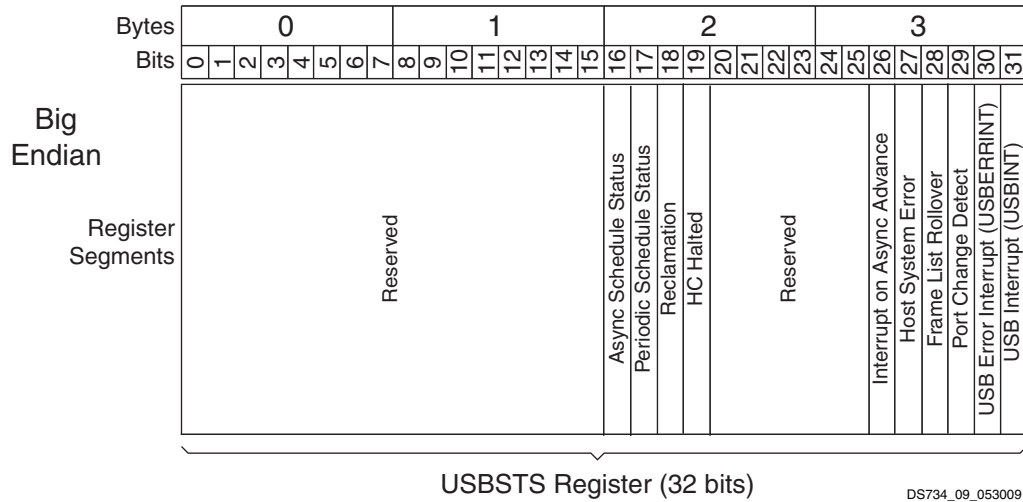 Bytes 0 1 2 3
Bits 0 1 2 3 4 5 6 7 8 9 10 11 12 13 14 15 16 17 18 19 20 21 22 23 24 25 26 27 28 29 30 31
Big
Endian
Register
Segments
Reserved
Async Schedule Status
Periodic Schedule Status
Reclamation
HC Halted
Reserved
Interrupt on Async Advance
Host System Error
Frame List Rollover
Port Change Detect
USB Error Interrupt (USBERRINT)
USB Interrupt (USBINT)
USBSTS Register (32 bits)
DS734_09_053009